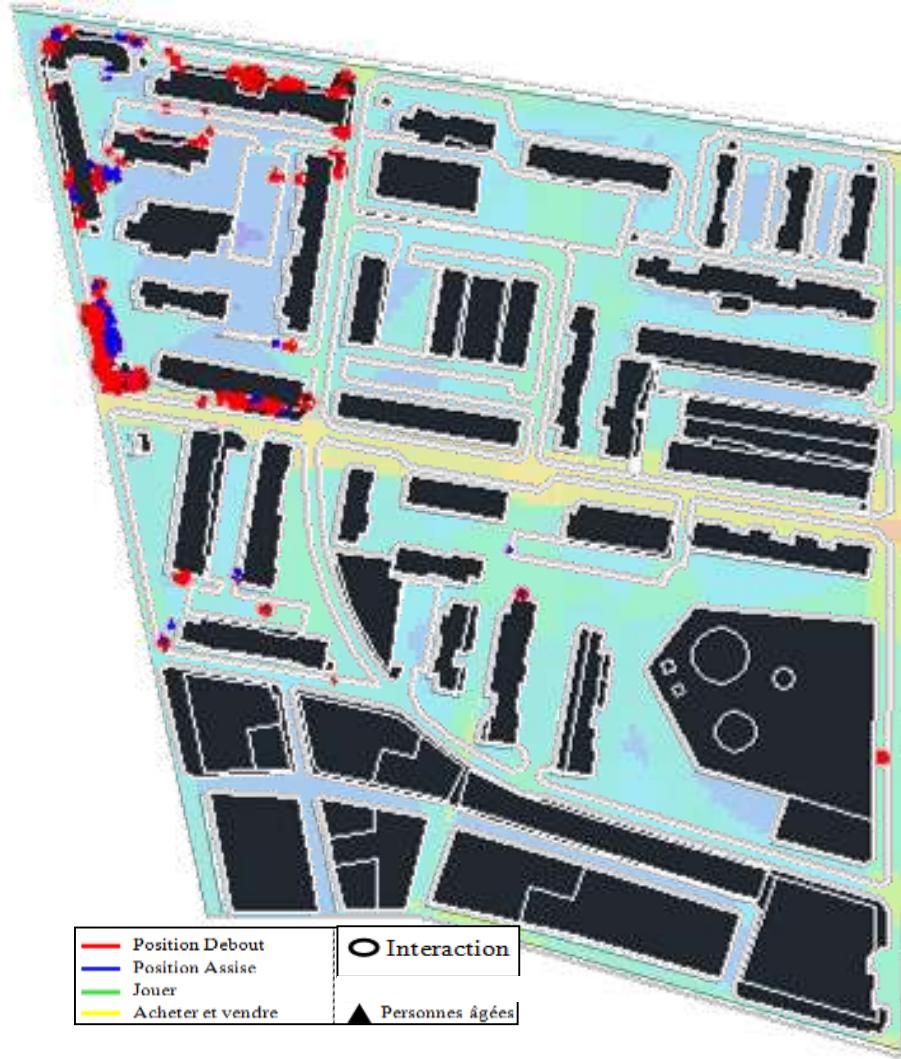 Position Debout
Position Assise
Jouer
Acheter et vendre
Interaction
Personnes âgées